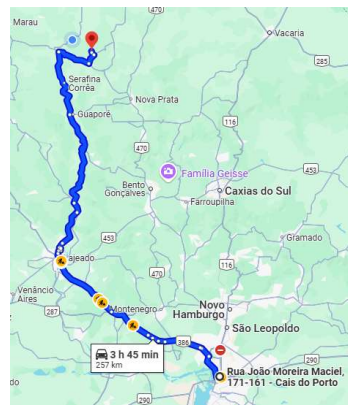 Marau
470
Vacaria
285
Serafina
Corrêa
Nova Prata
Guaporé
116
470
Família Geisse
Bento
Gonçalves
Caxias do Sul
Farroupilha
453
Gramado
453
ajeado
Venâncio
Aires
287
Montenegro
Novo
Hamburgo
São Leopoldo
386
3 h 45 min
257 km
Rua João Moreira Maciel,
171-161 - Cais do Porto
290
290